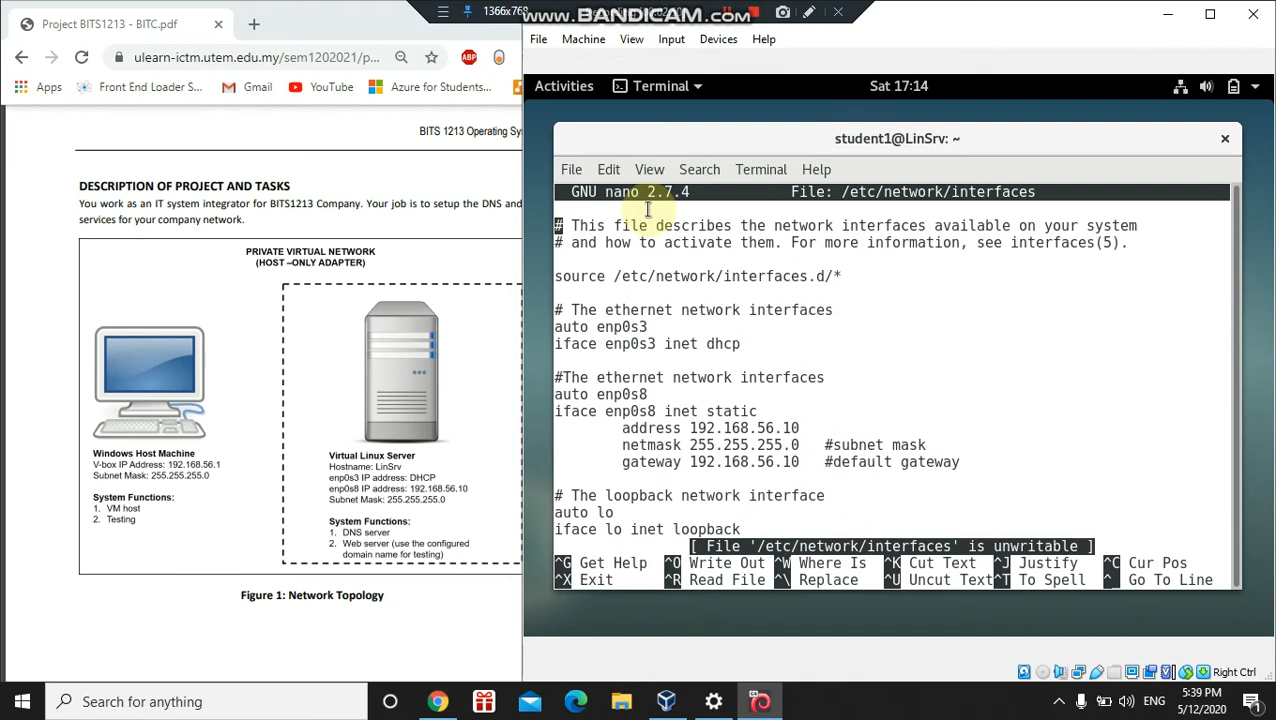 Project BITS1213 - BITC.pdf
1366x768
www.BANDICAM.com
ulearn-ictm.utem.edu.my/sem1202021/p...
ABP
Apps
Front End Loader S...
Gmail
YouTube
Azure for Students...
File Machine View Input Devices Help
Activities
Terminal
Sat 17:14
student1@LinSrv: ~
File Edit View Search Terminal Help
GNU nano 2.7.4 File: /etc/network/interfaces
# This file describes the network interfaces available on your system
# and how to activate them. For more information, see interfaces(5).
source /etc/network/interfaces.d/*
# The ethernet network interfaces
auto enp0s3
iface enp0s3 inet dhcp
#The ethernet network interfaces
auto enp0s8
iface enp0s8 inet static
address 192.168.56.10
netmask 255.255.255.0 #subnet mask
gateway 192.168.56.10 #default gateway
# The loopback network interface
auto lo
iface lo inet loopback
[ File '/etc/network/interfaces' is unwritable ]
^G Get Help ^O Write Out ^W Where Is ^K Cut Text ^J Justify ^C Cur Pos
^X Exit ^R Read File ^\ Replace ^U Uncut Text ^T To Spell ^_ Go To Line
BITS 1213 Operating Sy
DESCRIPTION OF PROJECT AND TASKS
You work as an IT system integrator for BITS1213 Company. Your job is to setup the DNS and
services for your company network.
PRIVATE VIRTUAL NETWORK
(HOST –ONLY ADAPTER)
Windows Host Machine
V-box IP Address: 192.168.56.1
Subnet Mask: 255.255.255.0
System Functions:
1. VM host
2. Testing
Virtual Linux Server
Hostname: LinSrv
enp0s3 IP address: DHCP
enp0s8 IP address: 192.168.56.10
Subnet Mask: 255.255.255.0
System Functions:
1. DNS server
2. Web server (use the configured
domain name for testing)
Figure 1: Network Topology
Right Ctrl
Search for anything
ENG
5:39 PM
5/12/2020
1